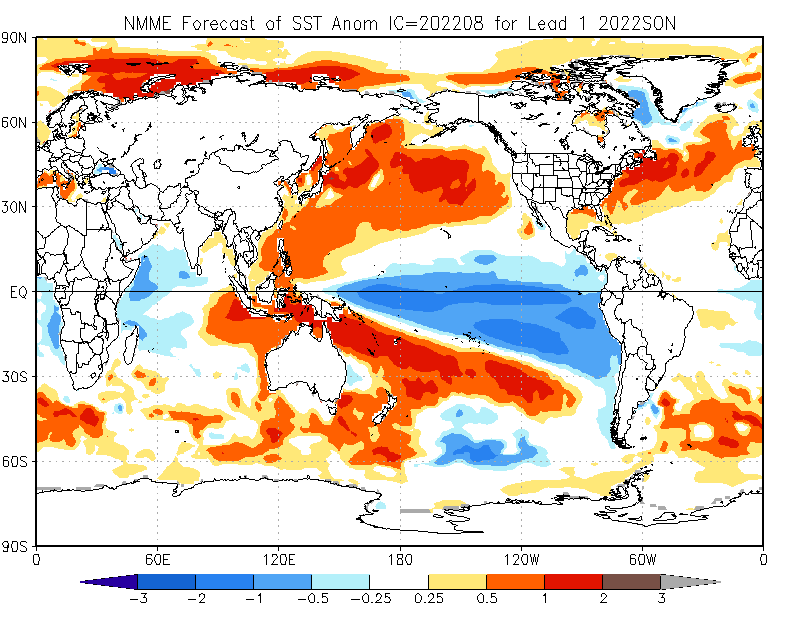 NMME Forecast of SST Anom IC=202208 for Lead 1 2022SON
90N
60N
30N
EQ
30S
60S
90S
0 60E 120E 180 120W 60W 0
-3 -2 -1 -0.5 -0.25 0.25 0.5 1 2 3